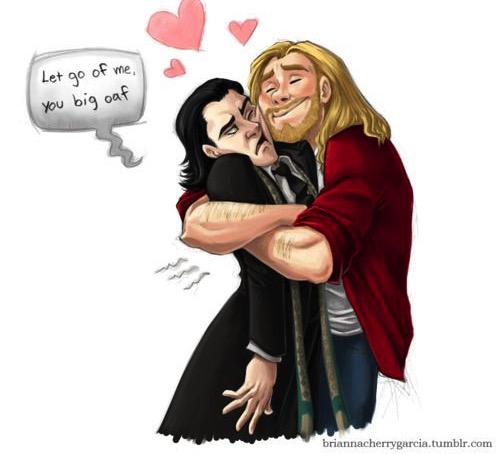 Let go of me,
you big oaf
briannacherrygarcia.tumblr.com